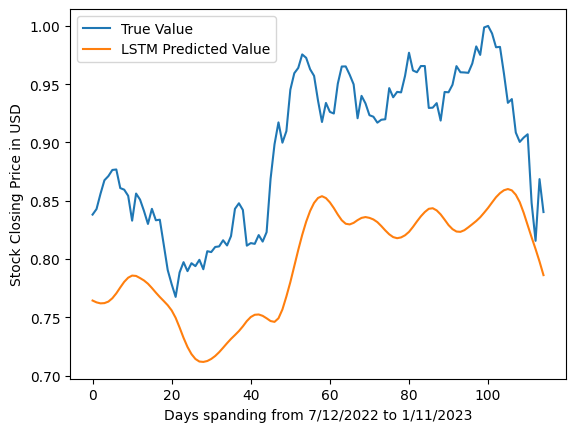 True Value
LSTM Predicted Value
Stock Closing Price in USD
1.00
0.95
0.90
0.85
0.80
0.75
0.70
0 20 40 60 80 100
Days spanding from 7/12/2022 to 1/11/2023